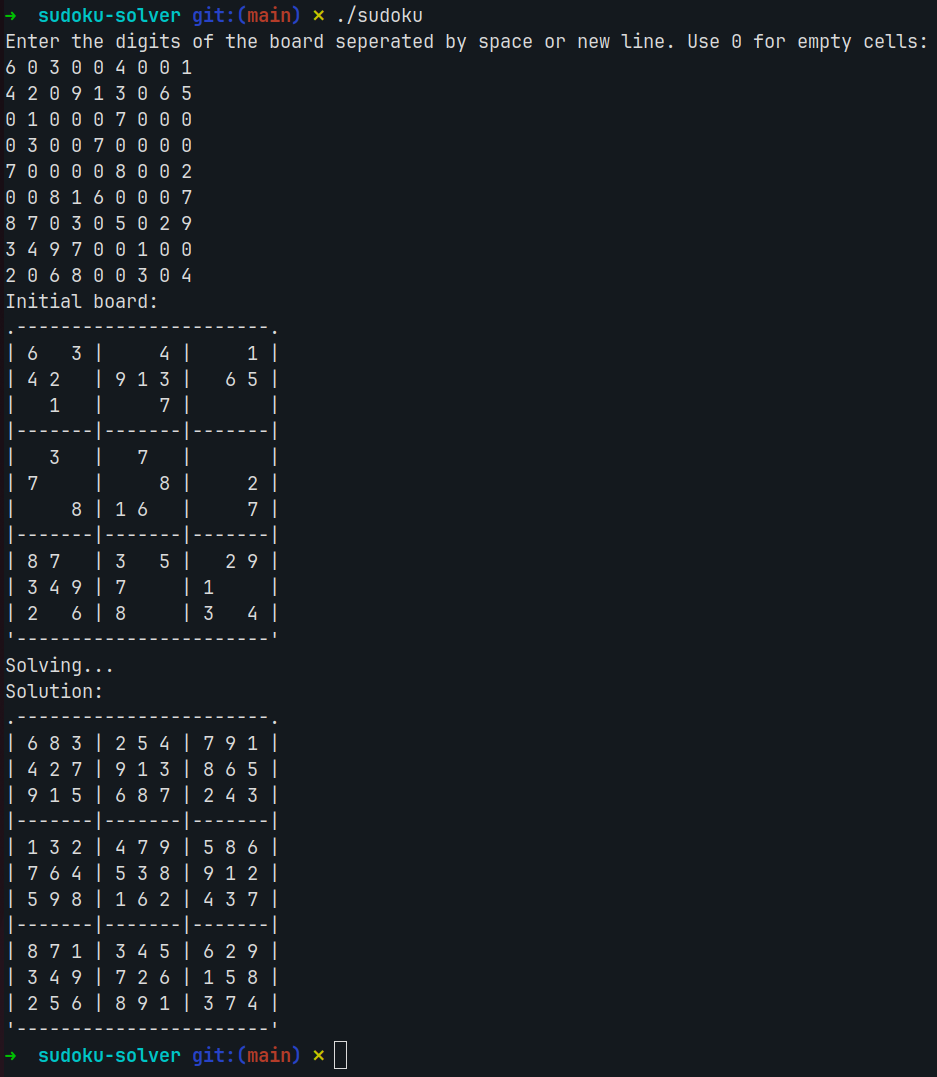 ➜  sudoku-solver git:(main) ✗ ./sudoku
Enter the digits of the board seperated by space or new line. Use 0 for empty cells:
6 0 3 0 0 4 0 0 1
4 2 0 9 1 3 0 6 5
0 1 0 0 0 7 0 0 0
0 3 0 0 7 0 0 0 0
7 0 0 0 0 8 0 0 2
0 0 8 1 6 0 0 0 7
8 7 0 3 0 5 0 2 9
3 4 9 7 0 0 1 0 0
2 0 6 8 0 0 3 0 4
Initial board:
.-----------------------.
| 6   3 |     4 |     1 |
| 4 2   | 9 1 3 |   6 5 |
|   1   |     7 |       |
|-------|-------|-------|
|   3   |   7   |       |
| 7     |     8 |     2 |
|     8 | 1 6   |     7 |
|-------|-------|-------|
| 8 7   | 3   5 |   2 9 |
| 3 4 9 | 7     | 1     |
| 2   6 | 8     | 3   4 |
'-----------------------'
Solving...
Solution:
.-----------------------.
| 6 8 3 | 2 5 4 | 7 9 1 |
| 4 2 7 | 9 1 3 | 8 6 5 |
| 9 1 5 | 6 8 7 | 2 4 3 |
|-------|-------|-------|
| 1 3 2 | 4 7 9 | 5 8 6 |
| 7 6 4 | 5 3 8 | 9 1 2 |
| 5 9 8 | 1 6 2 | 4 3 7 |
|-------|-------|-------|
| 8 7 1 | 3 4 5 | 6 2 9 |
| 3 4 9 | 7 2 6 | 1 5 8 |
| 2 5 6 | 8 9 1 | 3 7 4 |
'-----------------------'
➜  sudoku-solver git:(main) ✗